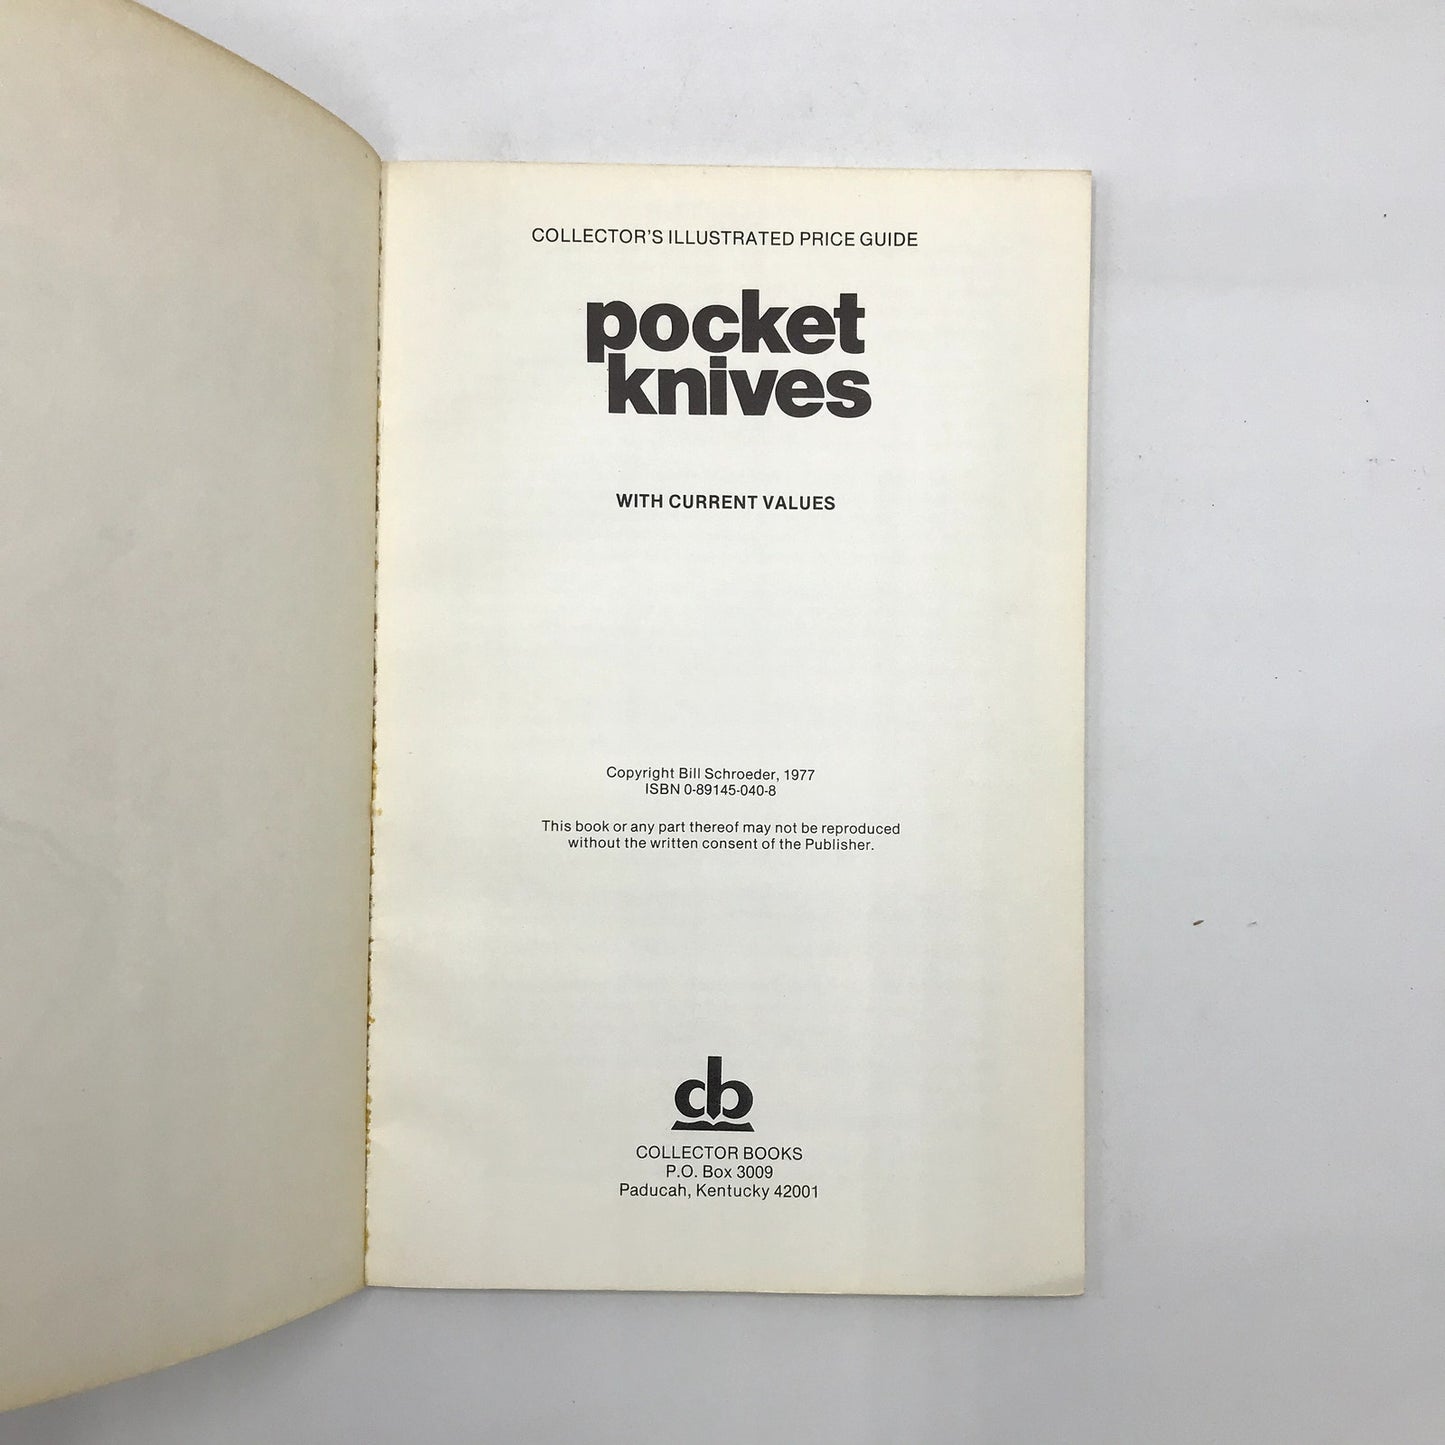 COLLECTOR'S ILLUSTRATED PRICE GUIDE
pocket
knives
WITH CURRENT VALUES
Copyright Bill Schroeder, 1977
ISBN 0-89145-040-8
This book or any part thereof may not be reproduced
without the written consent of the Publisher.
cb
COLLECTOR BOOKS
P.O. Box 3009
Paducah, Kentucky 42001